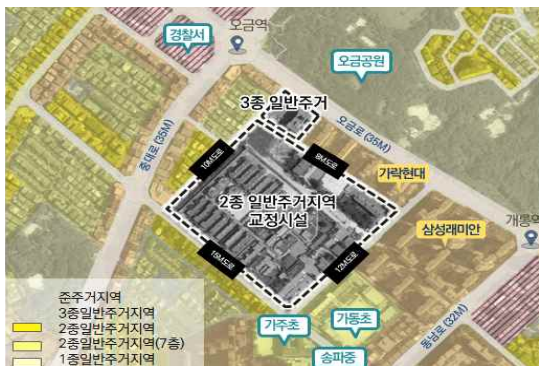 오금역
경찰서
오금공원
3종 일반주거
오금로 (35M)
중대로 (35M)
10M도로
8M도로
가락현대
2종 일반주거지역
교정시설
개롱역
삼성래미안
15M도로
12M도로
준주거지역
3종일반주거지역
2종일반주거지역
2종일반주거지역(7층)
1종일반주거지역
가주초
가동초
송파중
동남로 (32M)